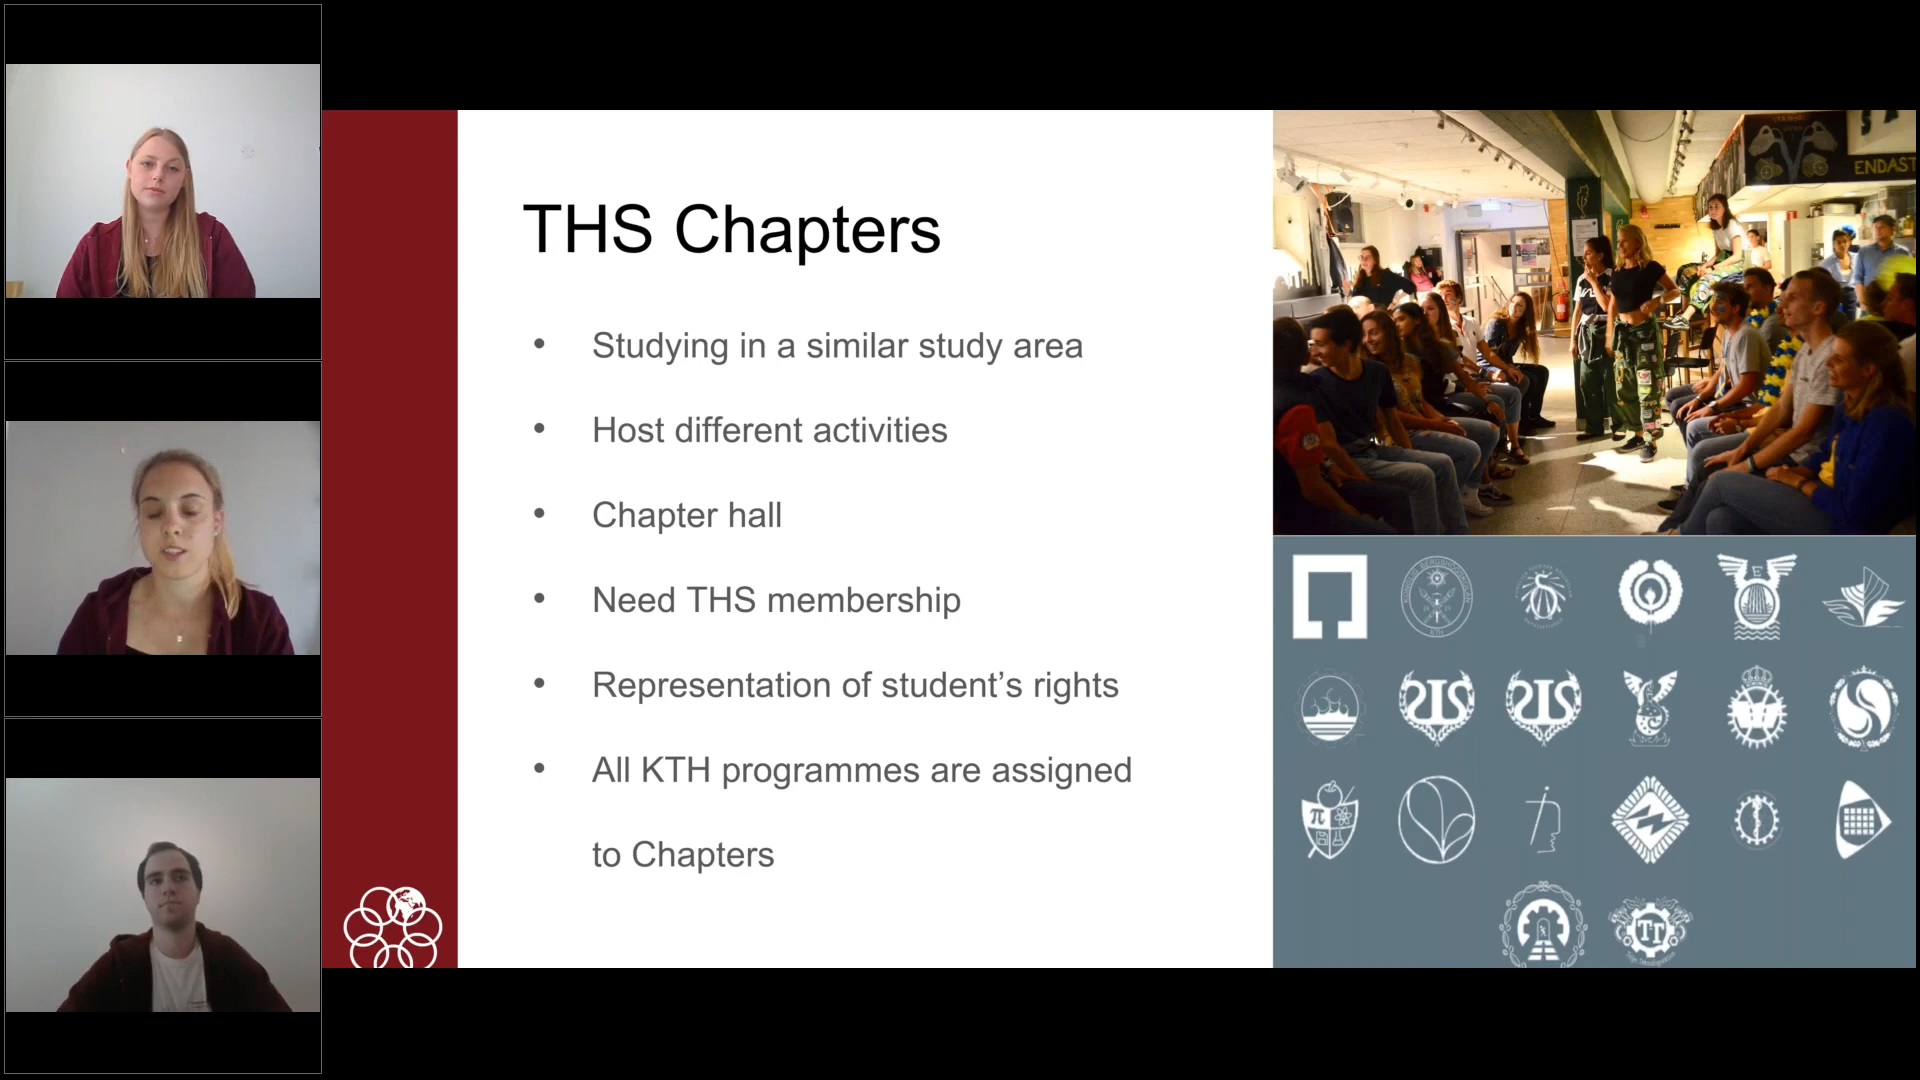 THS Chapters
• Studying in a similar study area
• Host different activities
• Chapter hall
• Need THS membership
• Representation of student’s rights
• All KTH programmes are assigned
to Chapters
ENDAST
E
π
TT